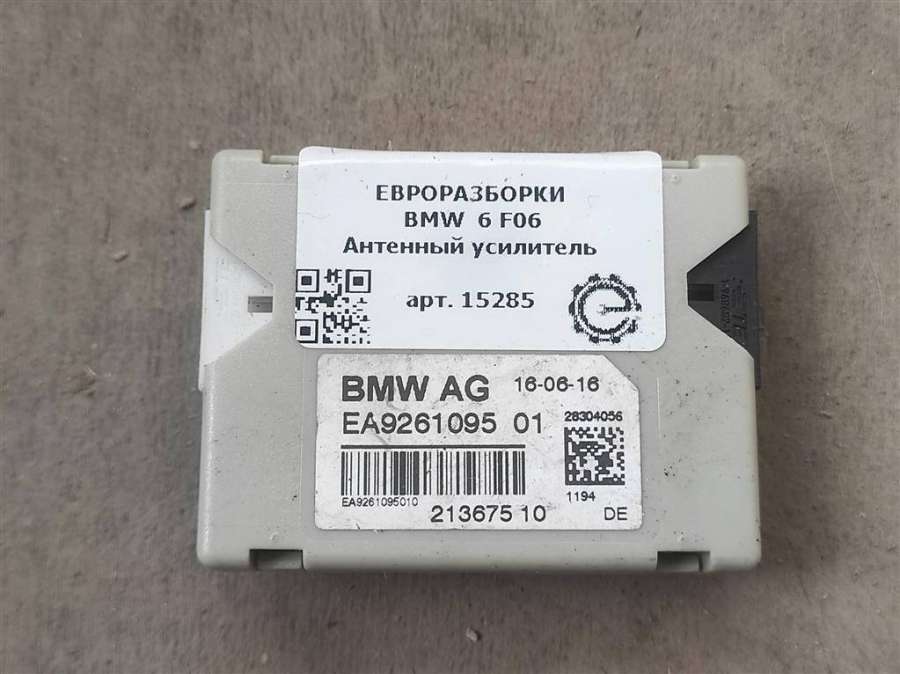 ЕВРОРАЗБОРКИ
BMW 6 F06
Антенный усилитель
арт. 15285
BMW AG 16-06-16
EA9261095 01
28304056
EA9261095010
1194
213675 10
DE